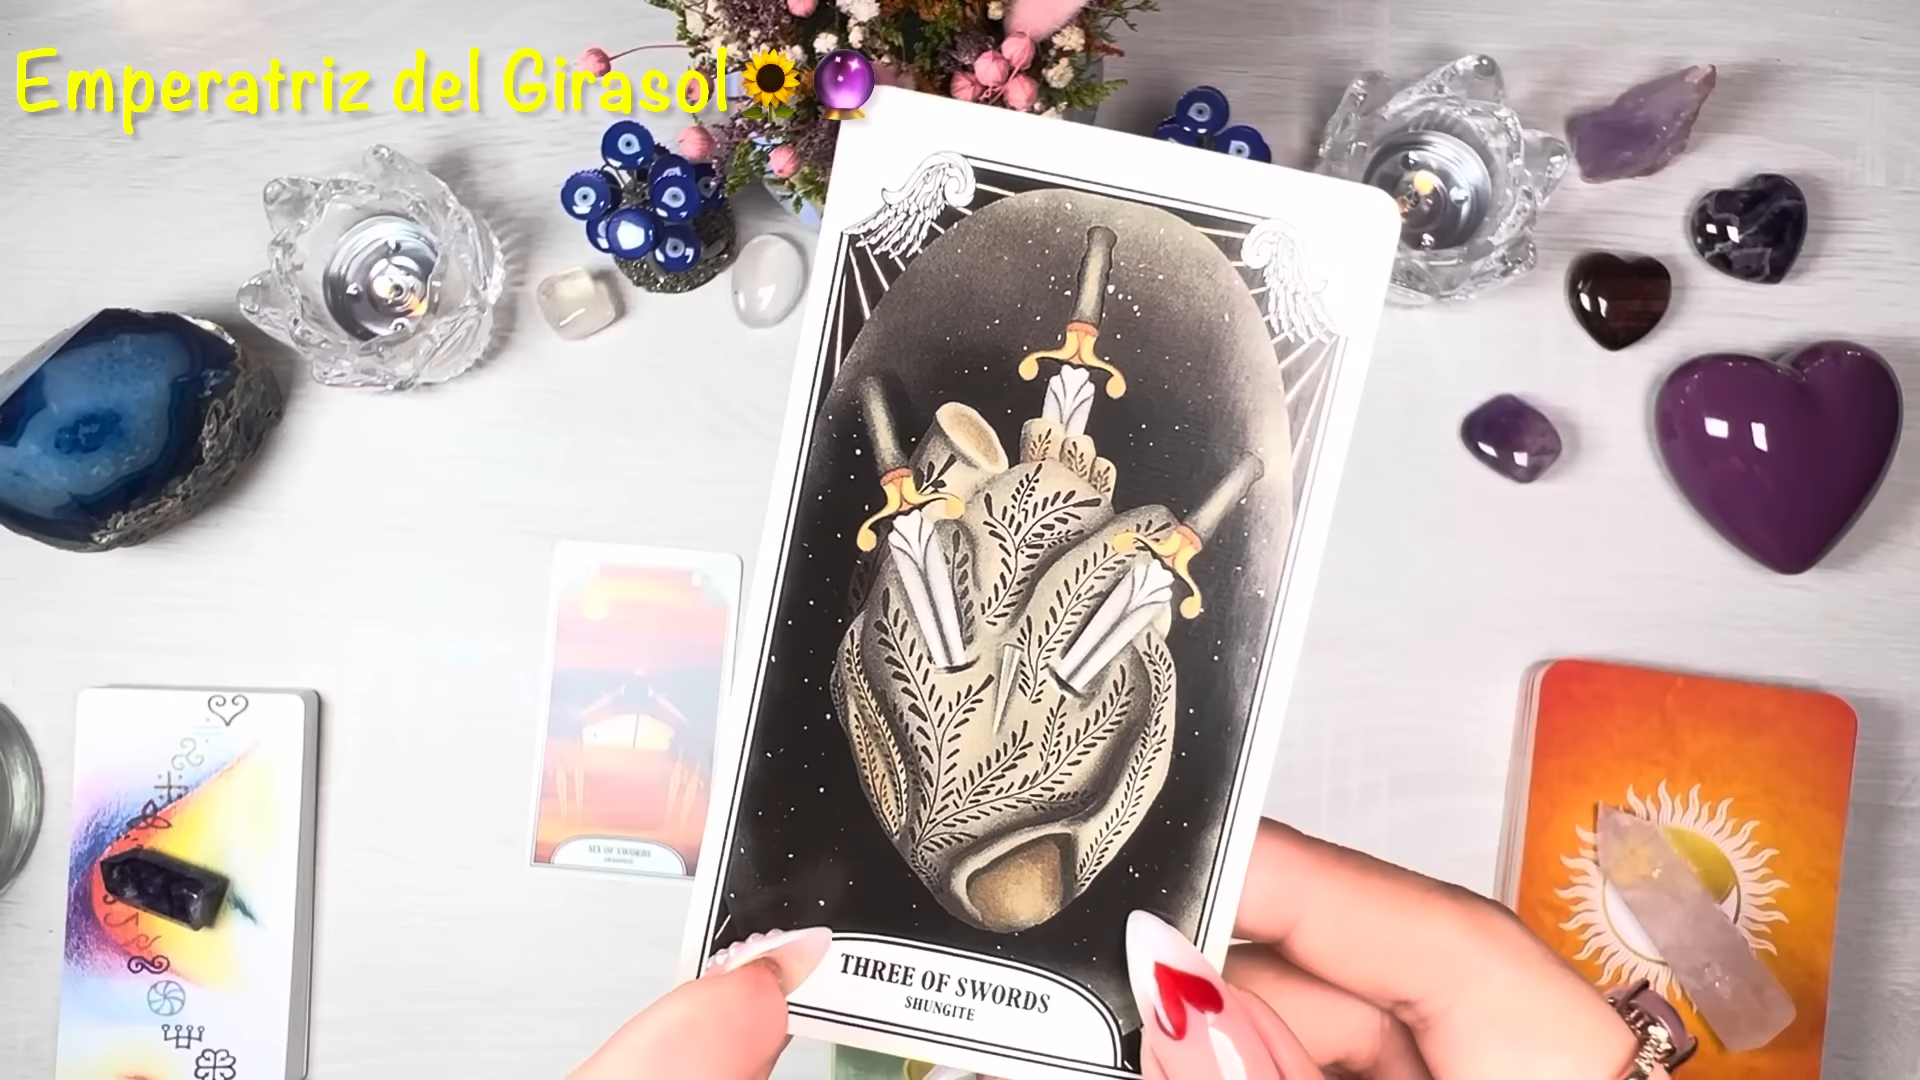 Emperatriz del Girasol🌻🔮
SIX OF SWORDS
THREE OF SWORDS
SHUNGITE